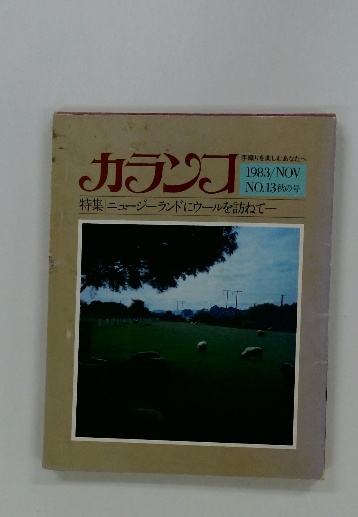 手織りを楽しむあなたへ
カランコ
1983/NOV
NO.13 秋の号
特集|ニュージーランドにウールを訪ねて—